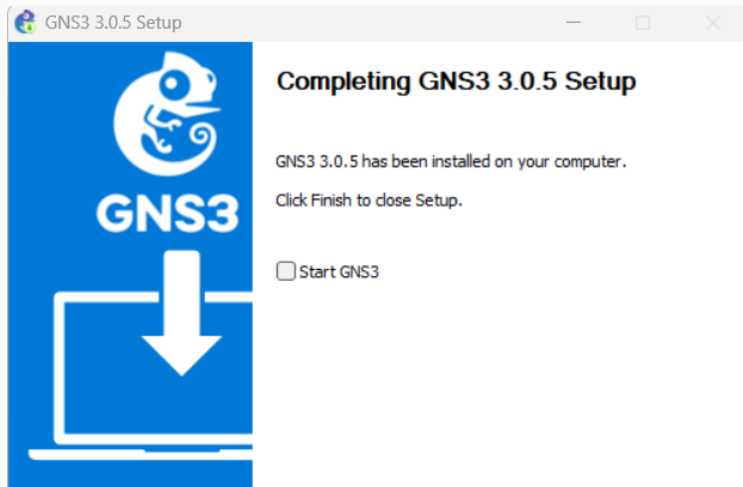 GNS3 3.0.5 Setup
Completing GNS3 3.0.5 Setup
GNS3 3.0.5 has been installed on your computer.
Click Finish to close Setup.
GNS3
Start GNS3